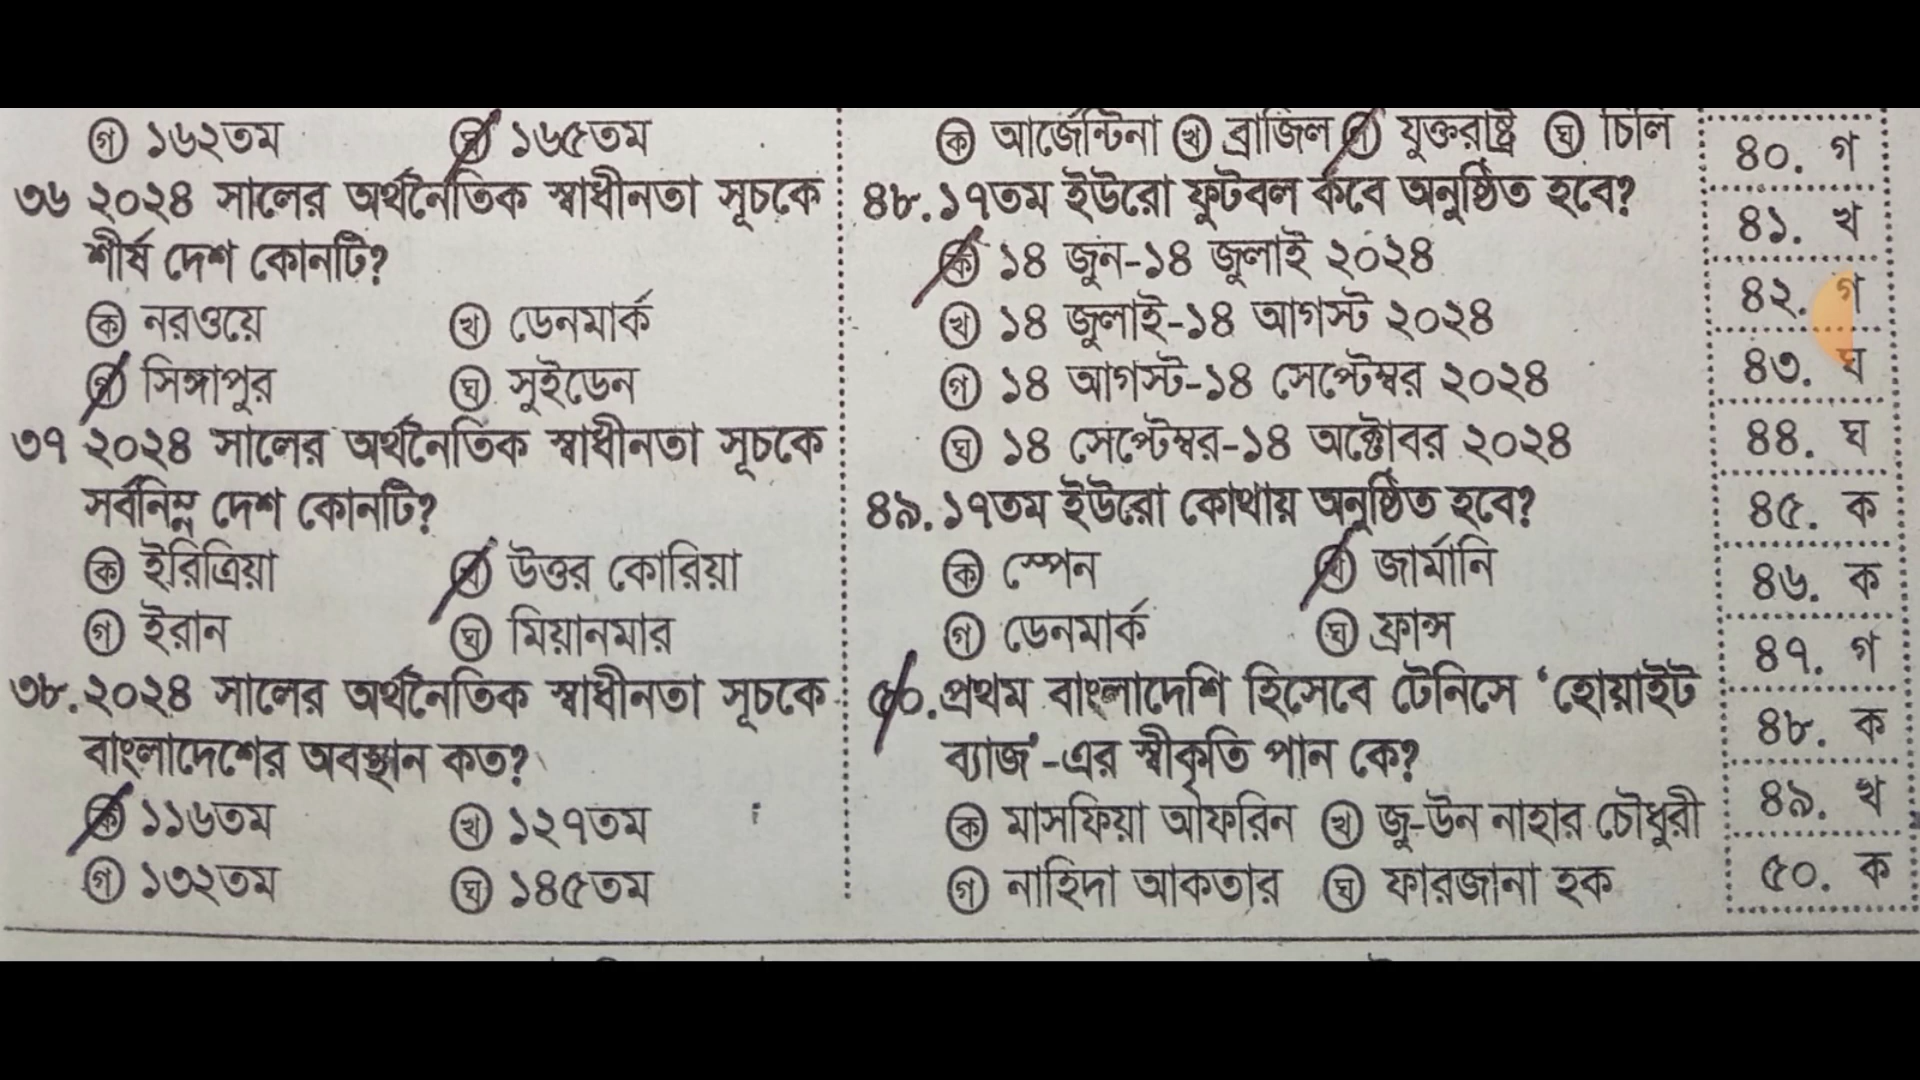 গ ১৬২তম ঘ ১৬৫তম
৩৬ ২০২৪ সালের অর্থনৈতিক স্বাধীনতা সূচকে
শীর্ষ দেশ কোনটি?
ক নরওয়ে খ ডেনমার্ক
গ সিঙ্গাপুর ঘ সুইডেন
৩৭ ২০২৪ সালের অর্থনৈতিক স্বাধীনতা সূচকে
সর্বনিম্ন দেশ কোনটি?
ক ইরিত্রিয়া খ উত্তর কোরিয়া
গ ইরান ঘ মিয়ানমার
৩৮. ২০২৪ সালের অর্থনৈতিক স্বাধীনতা সূচকে
বাংলাদেশের অবস্থান কত?
ক ১১৬তম খ ১২৭তম
গ ১৩২তম ঘ ১৪৫তম
ক আর্জেন্টিনা খ ব্রাজিল গ যুক্তরাষ্ট্র ঘ চিলি
৪৮. ১৭তম ইউরো ফুটবল কবে অনুষ্ঠিত হবে?
ক ১৪ জুন-১৪ জুলাই ২০২৪
খ ১৪ জুলাই-১৪ আগস্ট ২০২৪
গ ১৪ আগস্ট-১৪ সেপ্টেম্বর ২০২৪
ঘ ১৪ সেপ্টেম্বর-১৪ অক্টোবর ২০২৪
৪৯. ১৭তম ইউরো কোথায় অনুষ্ঠিত হবে?
ক স্পেন খ জার্মানি
গ ডেনমার্ক ঘ ফ্রান্স
৫০. প্রথম বাংলাদেশি হিসেবে টেনিসে ‘হোয়াইট
ব্যাজ’-এর স্বীকৃতি পান কে?
ক মাসফিয়া আফরিন খ জু-উন নাহার চৌধুরী
গ নাহিদা আকতার ঘ ফারজানা হক
৪০. গ
৪১. খ
৪২. গ
৪৩. ঘ
৪৪. ঘ
৪৫. ক
৪৬. ক
৪৭. গ
৪৮. ক
৪৯. খ
৫০. ক